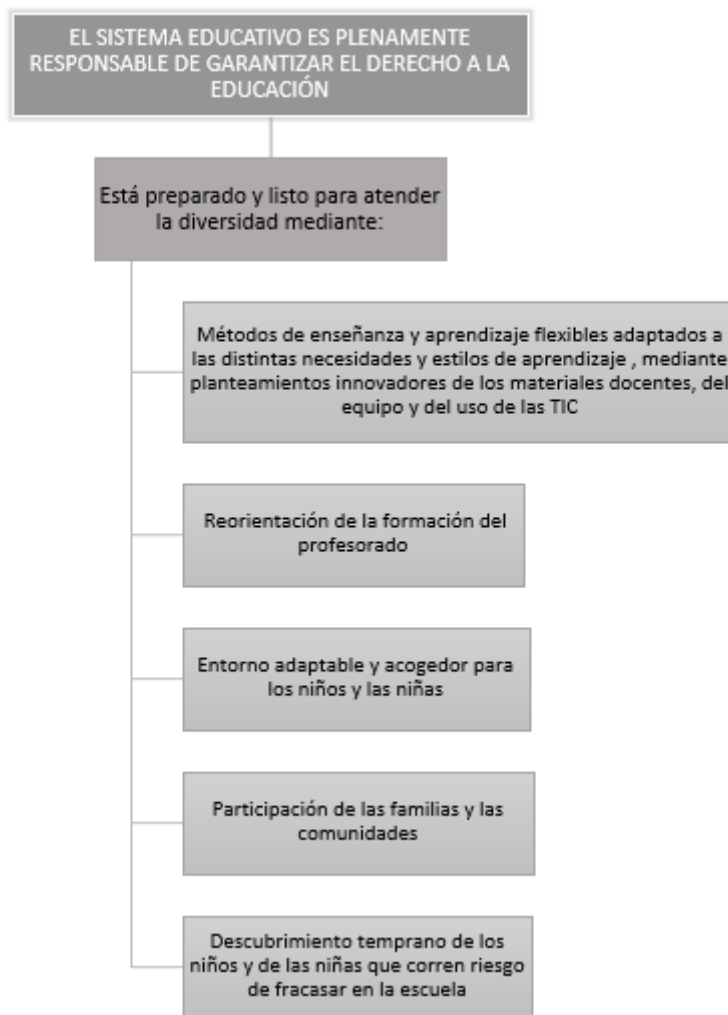 EL SISTEMA EDUCATIVO ES PLENAMENTE
RESPONSABLE DE GARANTIZAR EL DERECHO A LA
EDUCACIÓN
Está preparado y listo para atender
la diversidad mediante:
Métodos de enseñanza y aprendizaje flexibles adaptados a
las distintas necesidades y estilos de aprendizaje , mediante
planteamientos innovadores de los materiales docentes, del
equipo y del uso de las TIC
Reorientación de la formación del
profesorado
Entorno adaptable y acogedor para
los niños y las niñas
Participación de las familias y las
comunidades
Descubrimiento temprano de los
niños y de las niñas que corren riesgo
de fracasar en la escuela